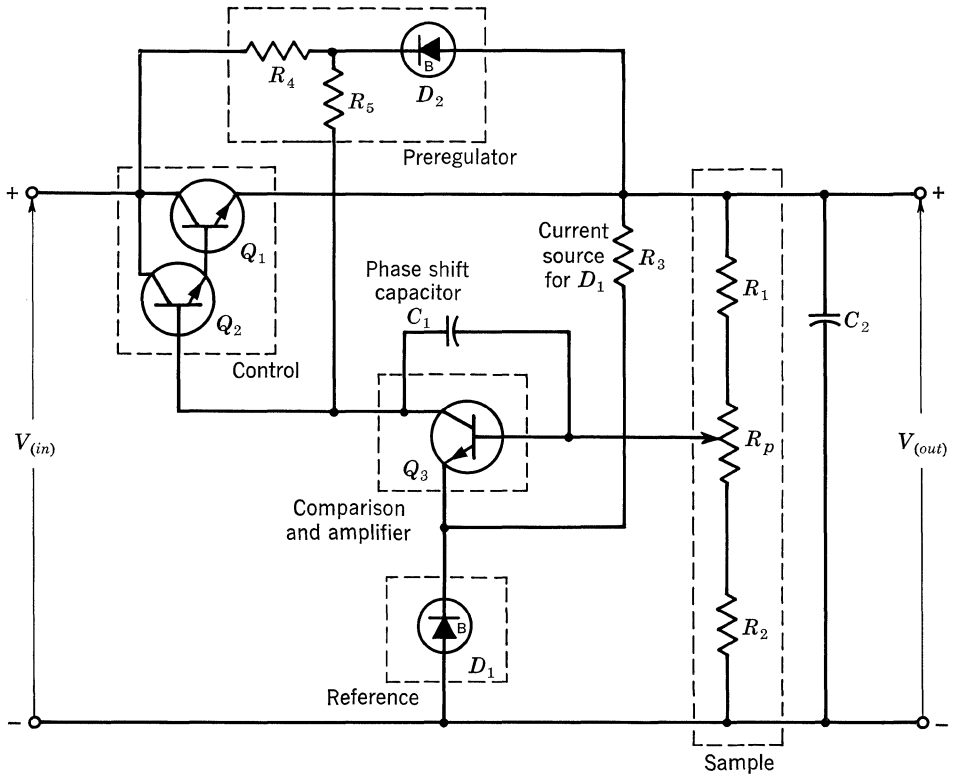 R4
B
D2
R5
Preregulator
+
+
Q1
Current
source
for D1
R3
Phase shift
capacitor
C1
R1
Q2
C2
Control
V(in)
Rp
V(out)
Q3
Comparison
and amplifier
B
R2
D1
Reference
−
−
Sample